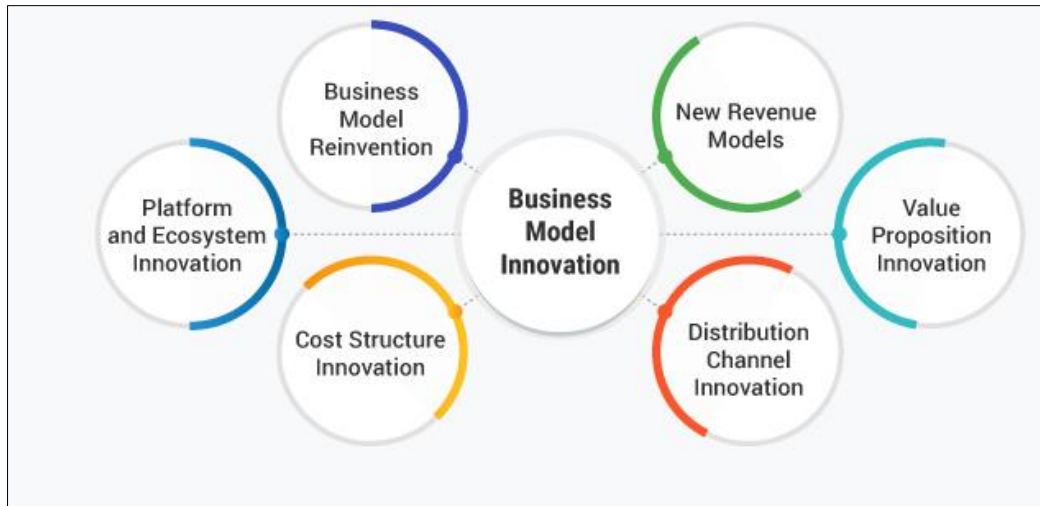 Business
Model
Reinvention
New Revenue
Models
Platform
and Ecosystem
Innovation
Business
Model
Innovation
Value
Proposition
Innovation
Cost Structure
Innovation
Distribution
Channel
Innovation